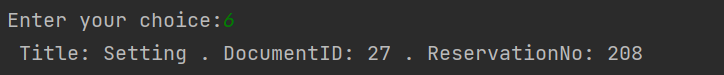 Enter your choice:6
Title: Setting . DocumentID: 27 . ReservationNo: 208